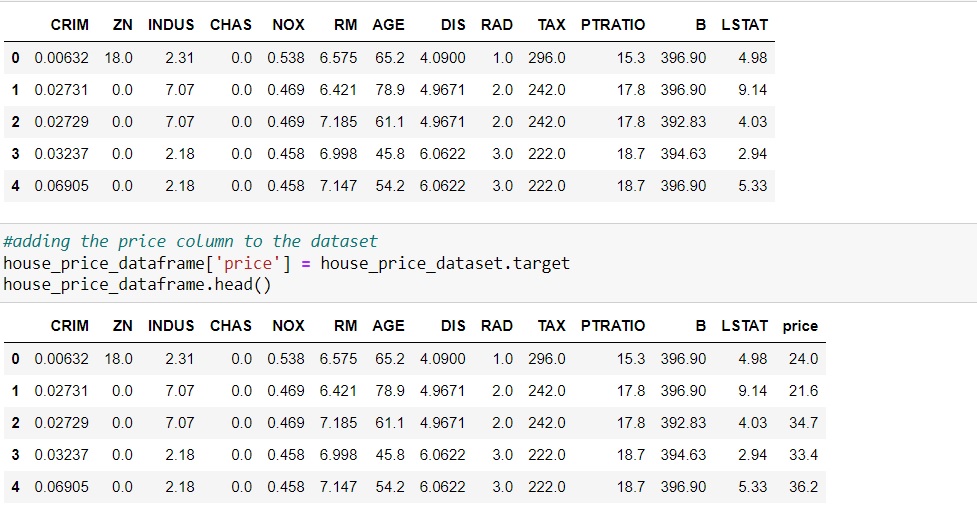 CRIM ZN INDUS CHAS NOX RM AGE DIS RAD TAX PTRATIO B LSTAT
0 0.00632 18.0 2.31 0.0 0.538 6.575 65.2 4.0900 1.0 296.0 15.3 396.90 4.98
1 0.02731 0.0 7.07 0.0 0.469 6.421 78.9 4.9671 2.0 242.0 17.8 396.90 9.14
2 0.02729 0.0 7.07 0.0 0.469 7.185 61.1 4.9671 2.0 242.0 17.8 392.83 4.03
3 0.03237 0.0 2.18 0.0 0.458 6.998 45.8 6.0622 3.0 222.0 18.7 394.63 2.94
4 0.06905 0.0 2.18 0.0 0.458 7.147 54.2 6.0622 3.0 222.0 18.7 396.90 5.33
#adding the price column to the dataset
house_price_dataframe['price'] = house_price_dataset.target
house_price_dataframe.head()
CRIM ZN INDUS CHAS NOX RM AGE DIS RAD TAX PTRATIO B LSTAT price
0 0.00632 18.0 2.31 0.0 0.538 6.575 65.2 4.0900 1.0 296.0 15.3 396.90 4.98 24.0
1 0.02731 0.0 7.07 0.0 0.469 6.421 78.9 4.9671 2.0 242.0 17.8 396.90 9.14 21.6
2 0.02729 0.0 7.07 0.0 0.469 7.185 61.1 4.9671 2.0 242.0 17.8 392.83 4.03 34.7
3 0.03237 0.0 2.18 0.0 0.458 6.998 45.8 6.0622 3.0 222.0 18.7 394.63 2.94 33.4
4 0.06905 0.0 2.18 0.0 0.458 7.147 54.2 6.0622 3.0 222.0 18.7 396.90 5.33 36.2